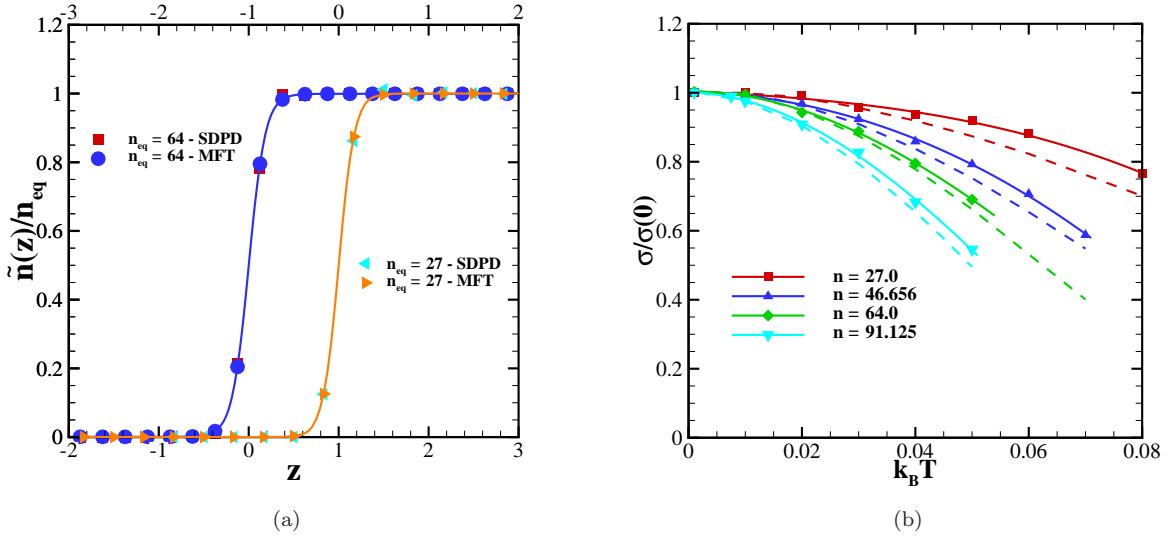 -3 -2 -1 0 1 2
1.2
1
0.8
0.6
0.4
0.2
0
ñ(z)/n_eq
n_eq = 64 - SDPD
n_eq = 64 - MFT
n_eq = 27 - SDPD
n_eq = 27 - MFT
-2 -1 0 1 2 3
z
(a)
1.2
1
0.8
0.6
0.4
0.2
0
σ/σ(0)
n = 27.0
n = 46.656
n = 64.0
n = 91.125
0 0.02 0.04 0.06 0.08
k_BT
(b)